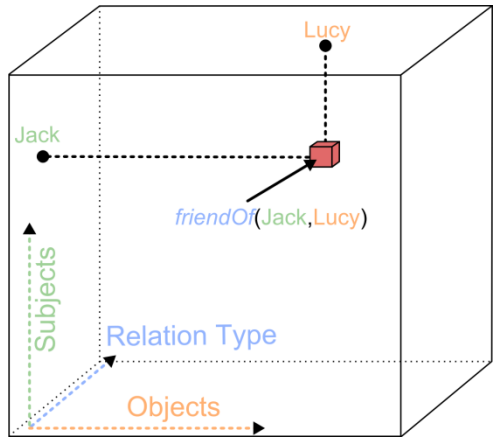 Lucy
Jack
friendOf(Jack,Lucy)
Subjects
Relation Type
Objects